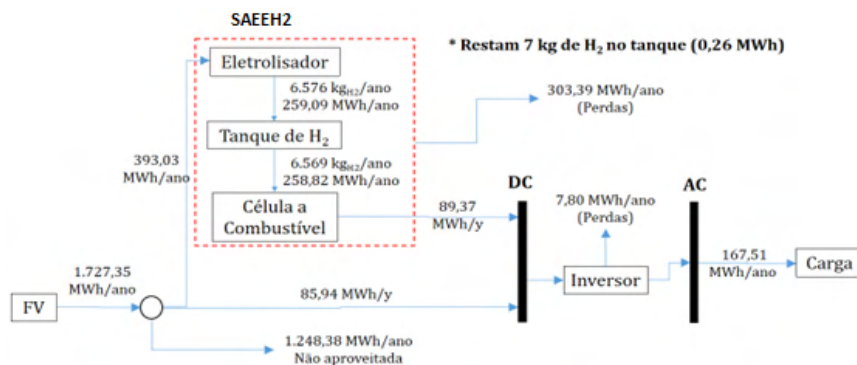 SAEEH2
* Restam 7 kg de H₂ no tanque (0,26 MWh)
Eletrolisador
6.576 kgH2/ano
259,09 MWh/ano
303,39 MWh/ano
(Perdas)
Tanque de H₂
393,03
MWh/ano
6.569 kgH2/ano
258,82 MWh/ano
Célula a
Combustível
89,37
MWh/y
DC
7,80 MWh/ano
(Perdas)
AC
1.727,35
MWh/ano
167,51
MWh/ano
FV
85,94 MWh/y
Inversor
Carga
1.248,38 MWh/ano
Não aproveitada